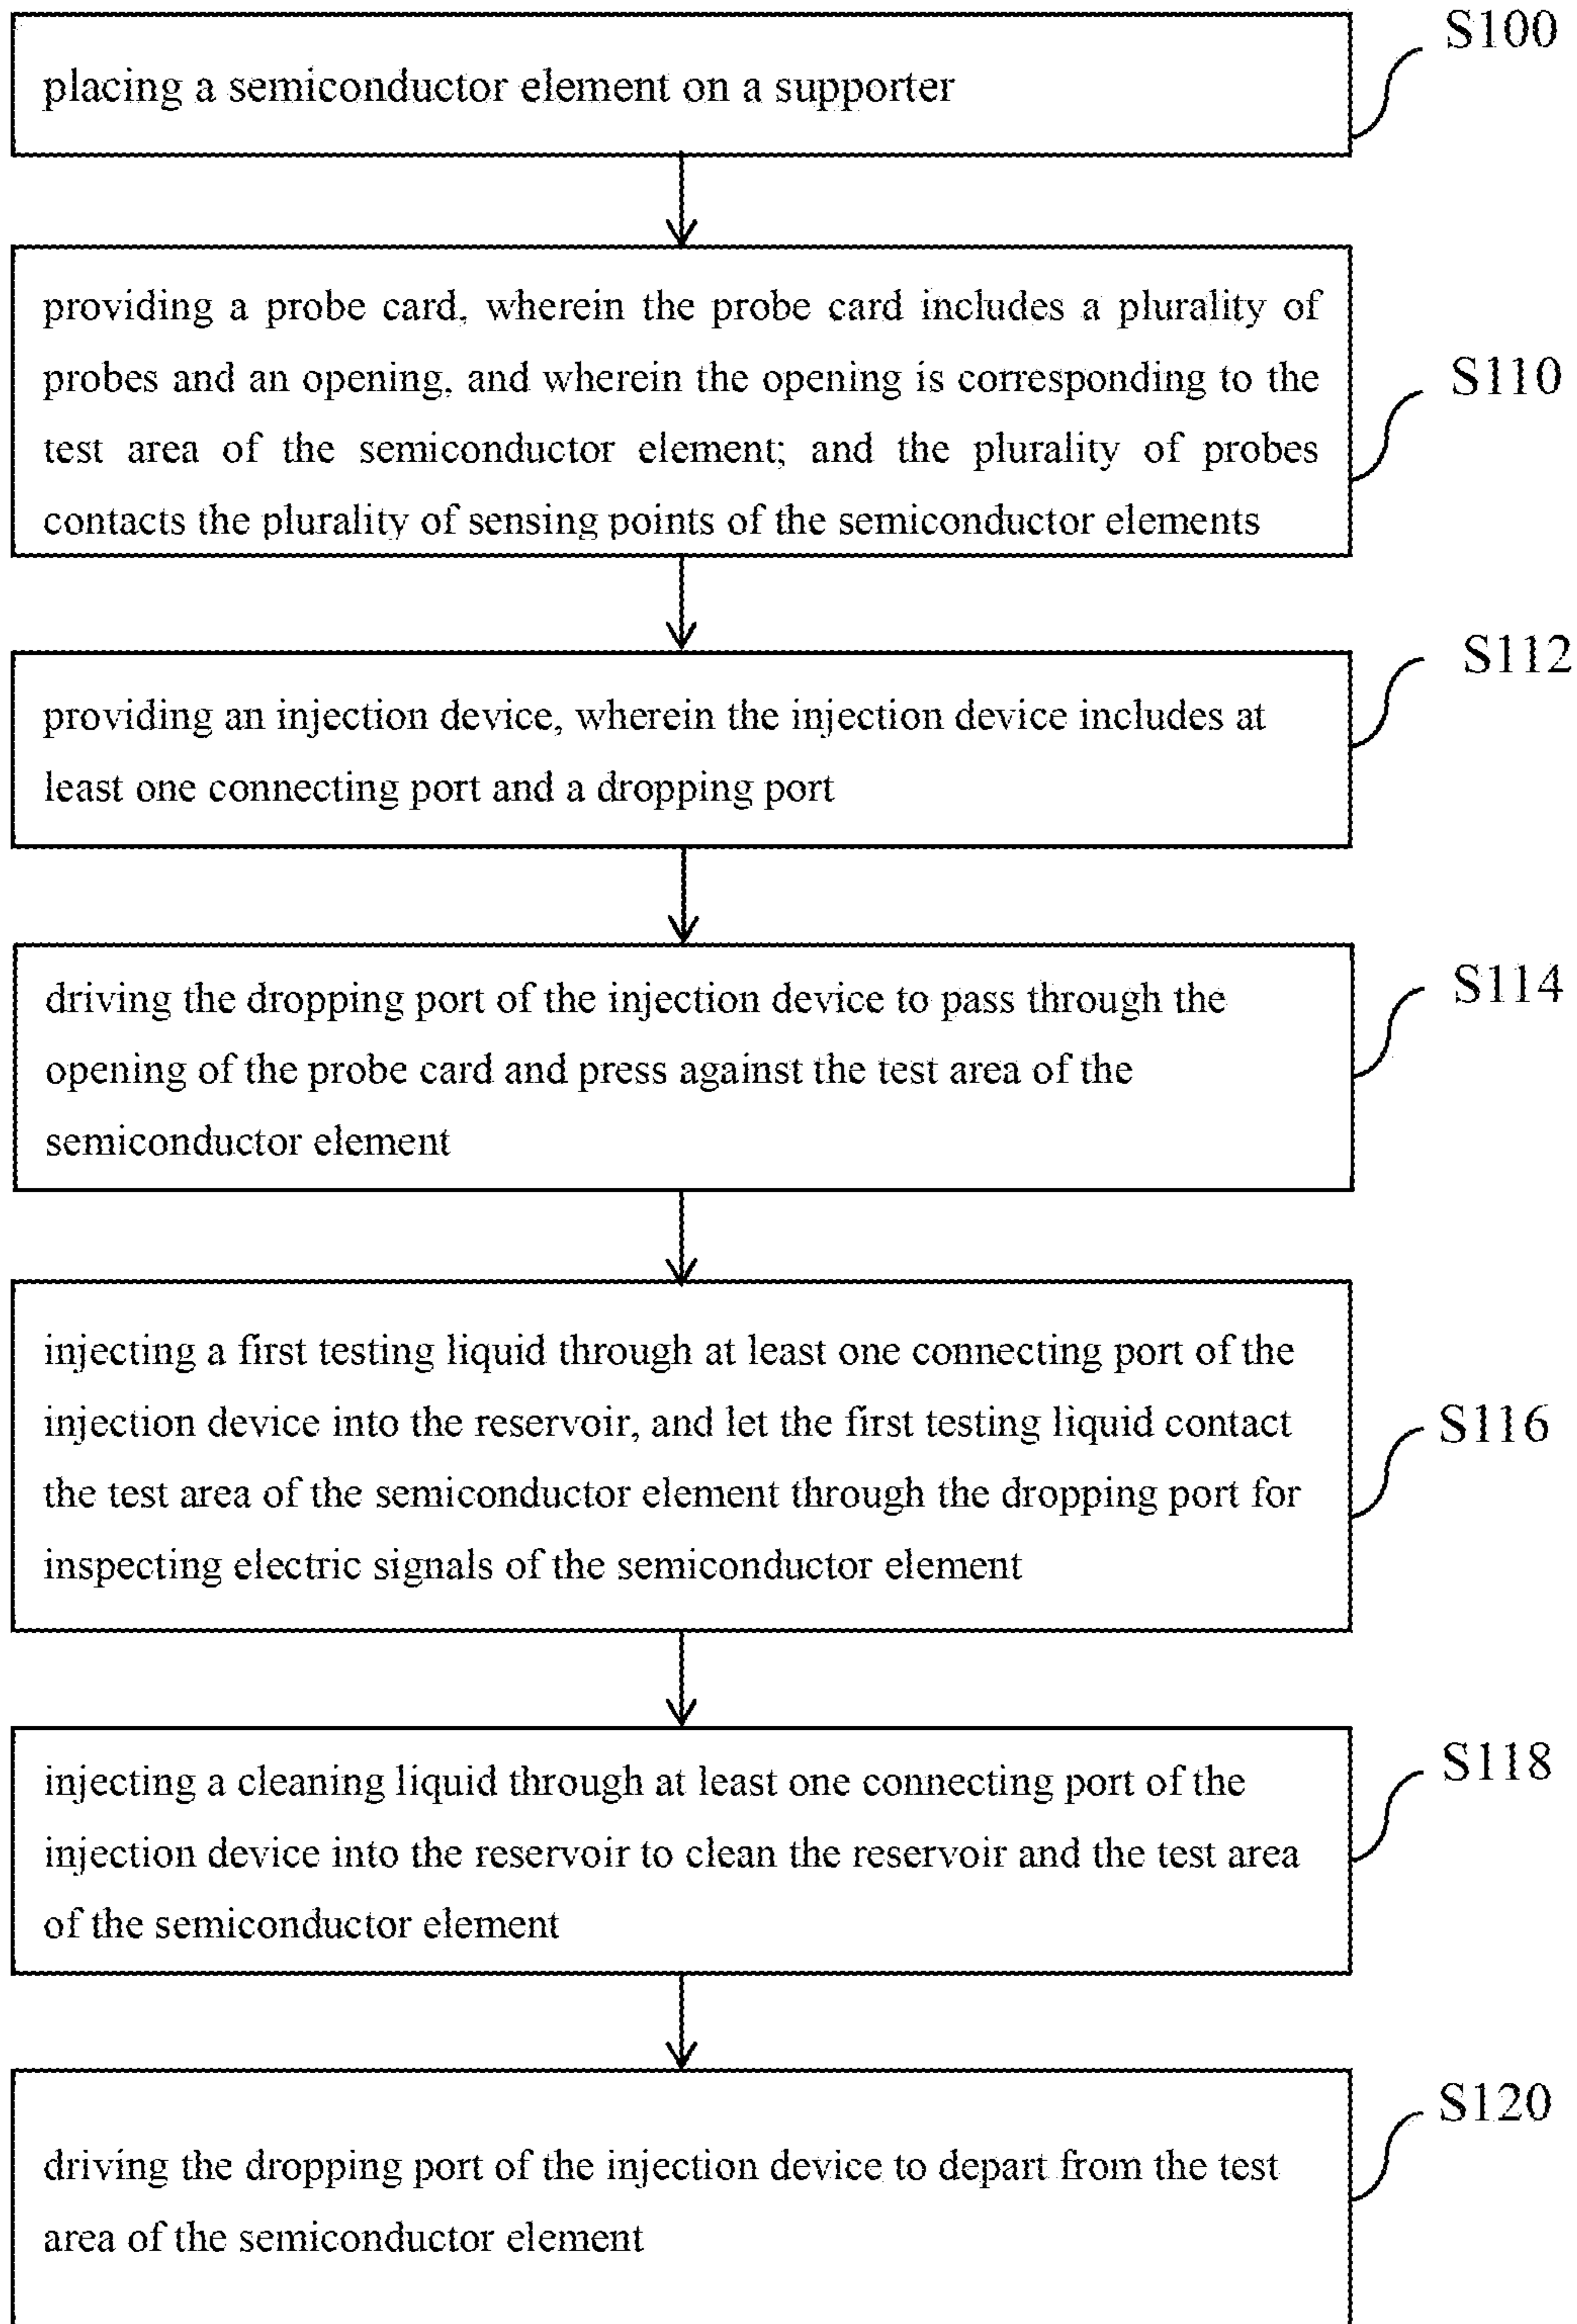 S100
placing a semiconductor element on a supporter
providing a probe card, wherein the probe card includes a plurality of
probes and an opening, and wherein the opening is corresponding to the
S110
test area of the semiconductor element; and the plurality of probes
contacts the plurality of sensing points of the semiconductor elements
S112
providing an injection device, wherein the injection device includes at
least one connecting port and a dropping port
S114
driving the dropping port of the injection device to pass through the
opening of the probe card and press against the test area of the
semiconductor element
injecting a first testing liquid through at least one connecting port of the
injection device into the reservoir, and let the first testing liquid contact
S116
the test area of the semiconductor element through the dropping port for
inspecting electric signals of the semiconductor element
S118
injecting a cleaning liquid through at least one connecting port of the
injection device into the reservoir to clean the reservoir and the test area
of the semiconductor element
S120
driving the dropping port of the injection device to depart from the test
area of the semiconductor element